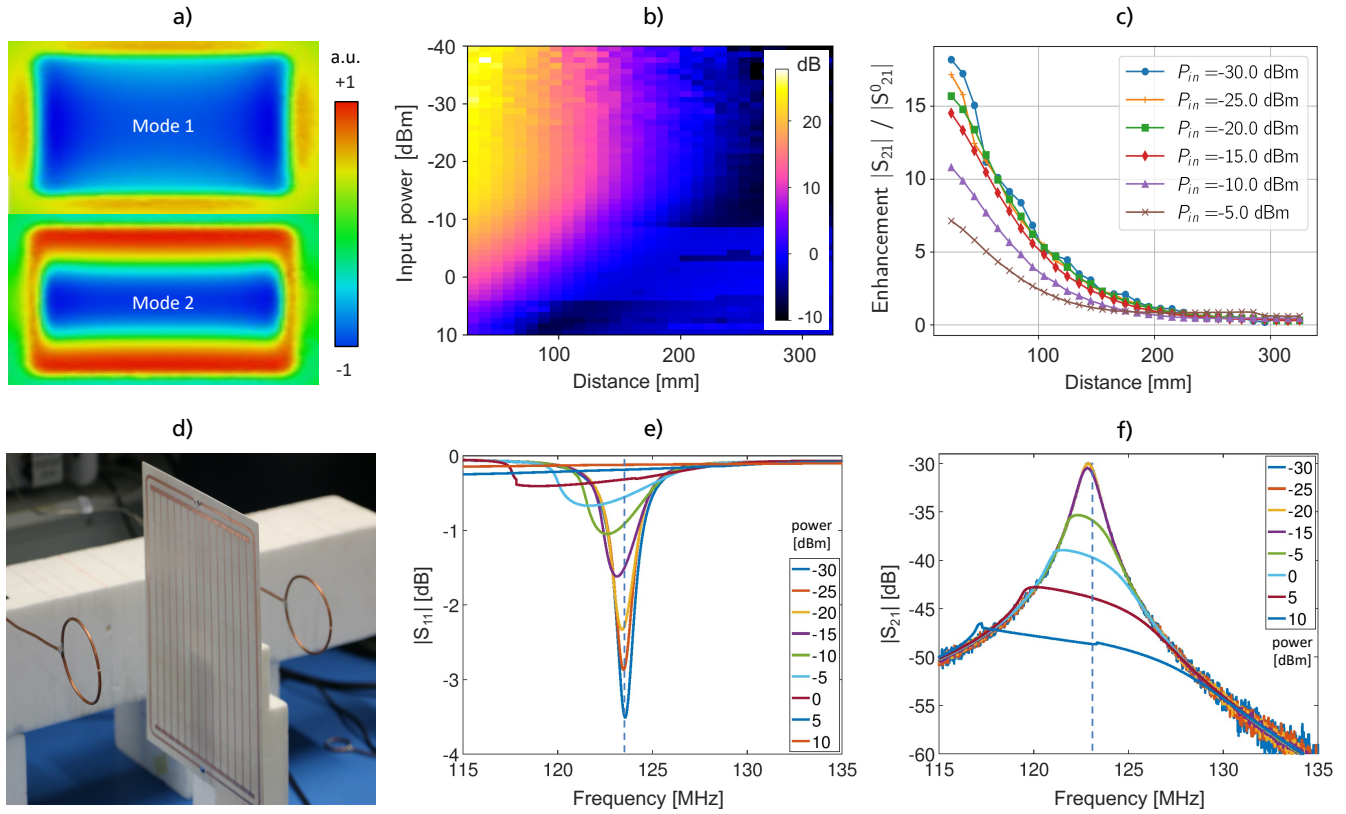 a)
a.u.
+1
Mode 1
Mode 2
-1
b)
-40
-30
-20
-10
0
10
Input power [dBm]
dB
20
10
0
-10
100
200
300
Distance [mm]
c)
Enhancement |S21| / |S⁰21|
15
10
5
0
Pin =-30.0 dBm
Pin =-25.0 dBm
Pin =-20.0 dBm
Pin =-15.0 dBm
Pin =-10.0 dBm
Pin =-5.0 dBm
100
200
300
Distance [mm]
d)
e)
0
-1
-2
-3
-4
|S11| [dB]
power
[dBm]
-30
-25
-20
-15
-10
-5
0
5
10
115
120
125
130
135
Frequency [MHz]
f)
-30
-35
-40
-45
-50
-55
-60
|S21| [dB]
-30
-25
-20
-15
-5
0
5
10
power
[dBm]
115
120
125
130
135
Frequency [MHz]